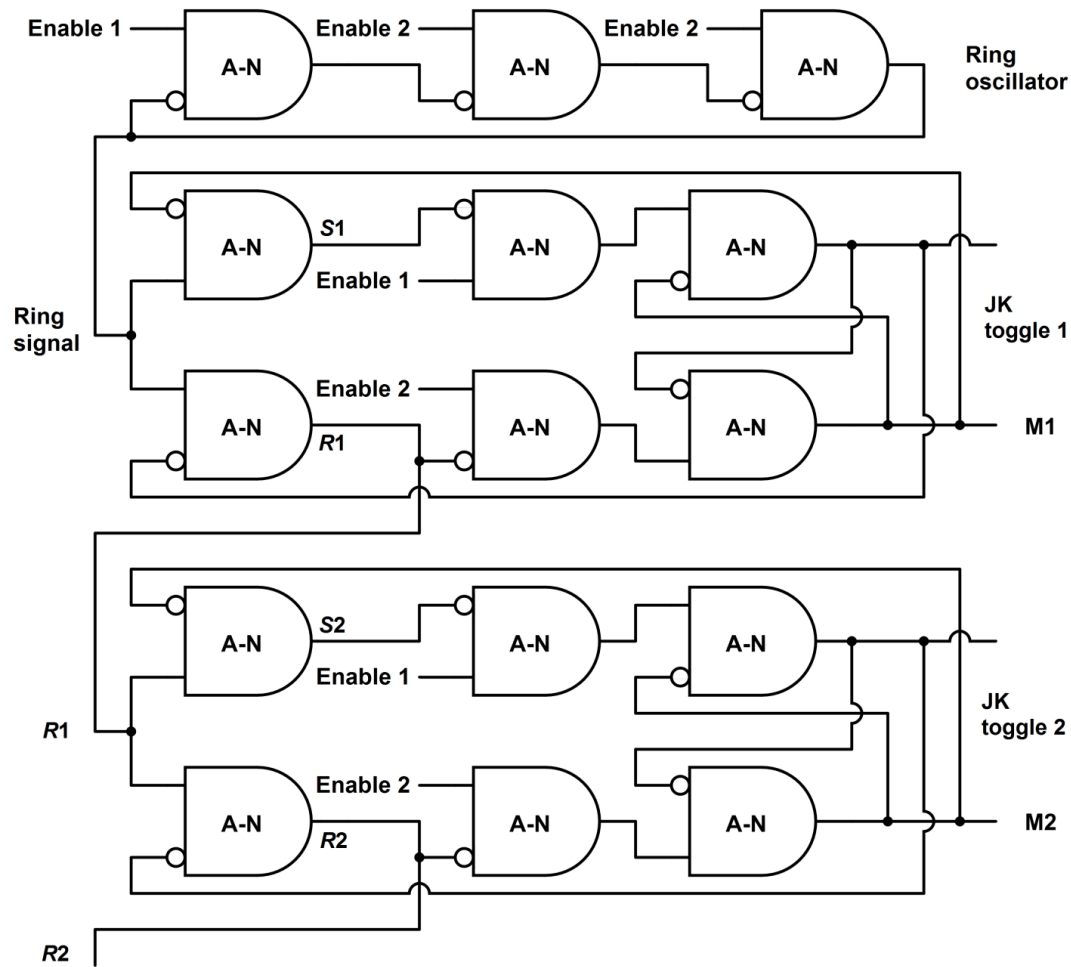 Enable 1
Enable 2
Enable 2
A-N
A-N
A-N
Ring
oscillator
A-N
S1
A-N
A-N
Enable 1
Ring
signal
JK
toggle 1
Enable 2
A-N
R1
A-N
A-N
M1
A-N
S2
A-N
A-N
Enable 1
R1
JK
toggle 2
Enable 2
A-N
R2
A-N
A-N
M2
R2